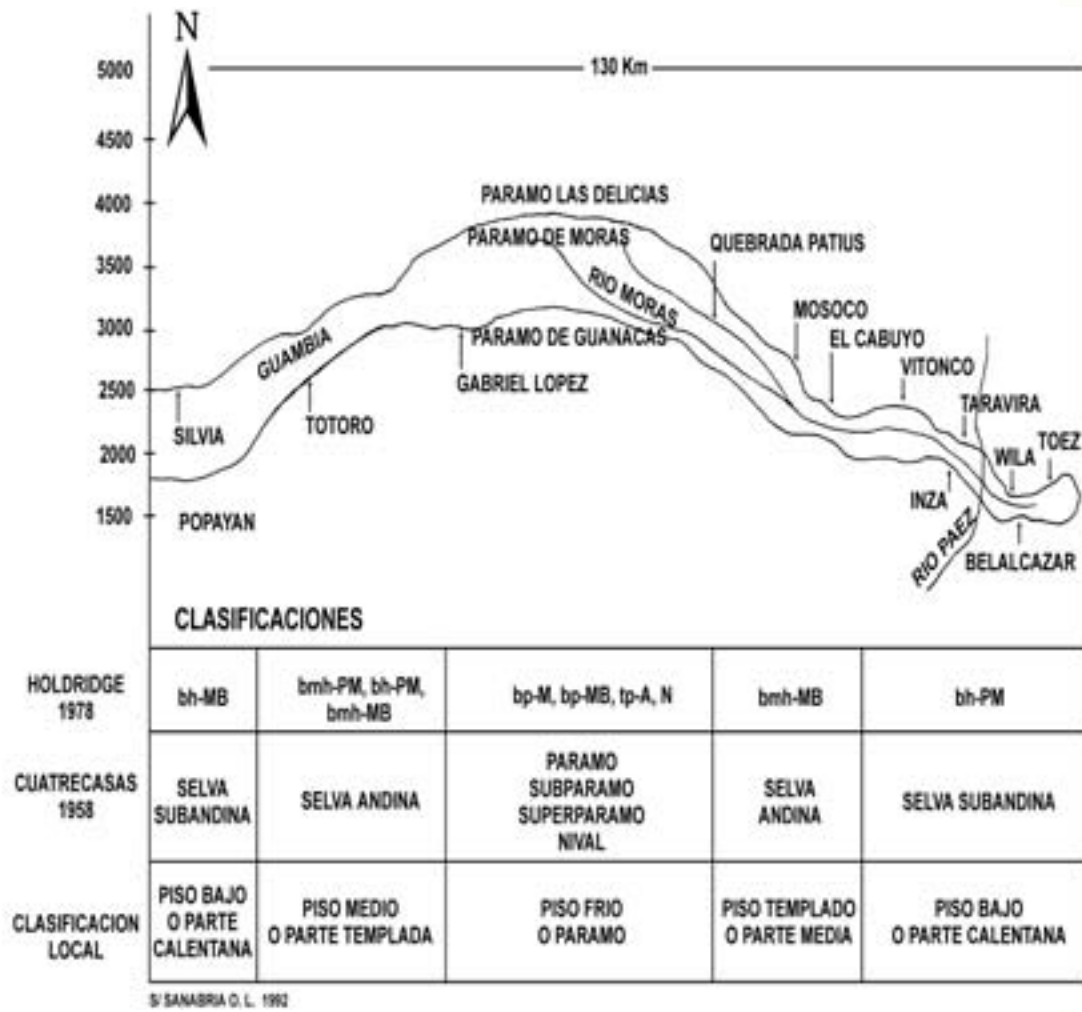 N
5000
130 Km
4500
4000
3500
3000
2500
2000
1500
PARAMO LAS DELICIAS
PARAMO DE MORAS
QUEBRADA PATIUS
RIO MORAS
MOSOCO
GUAMBIA
PARAMO DE GUANACAS
EL CABUYO
GABRIEL LOPEZ
VITONCO
TARAVIRA
SILVIA
TOTORO
WILA
TOEZ
INZA
POPAYAN
RIO PAEZ
BELALCAZAR
CLASIFICACIONES
HOLDRIDGE
1978
bh-MB
bmh-PM, bh-PM,
bmh-MB
bp-M, bp-MB, tp-A, N
bmh-MB
bh-PM
CUATRECASAS
1958
SELVA
SUBANDINA
SELVA ANDINA
PARAMO
SUBPARAMO
SUPERPARAMO
NIVAL
SELVA
ANDINA
SELVA SUBANDINA
CLASIFICACION
LOCAL
PISO BAJO
O PARTE
CALENTANA
PISO MEDIO
O PARTE TEMPLADA
PISO FRIO
O PARAMO
PISO TEMPLADO
O PARTE MEDIA
PISO BAJO
O PARTE CALENTANA
S/ SANABRIA O. L. 1992